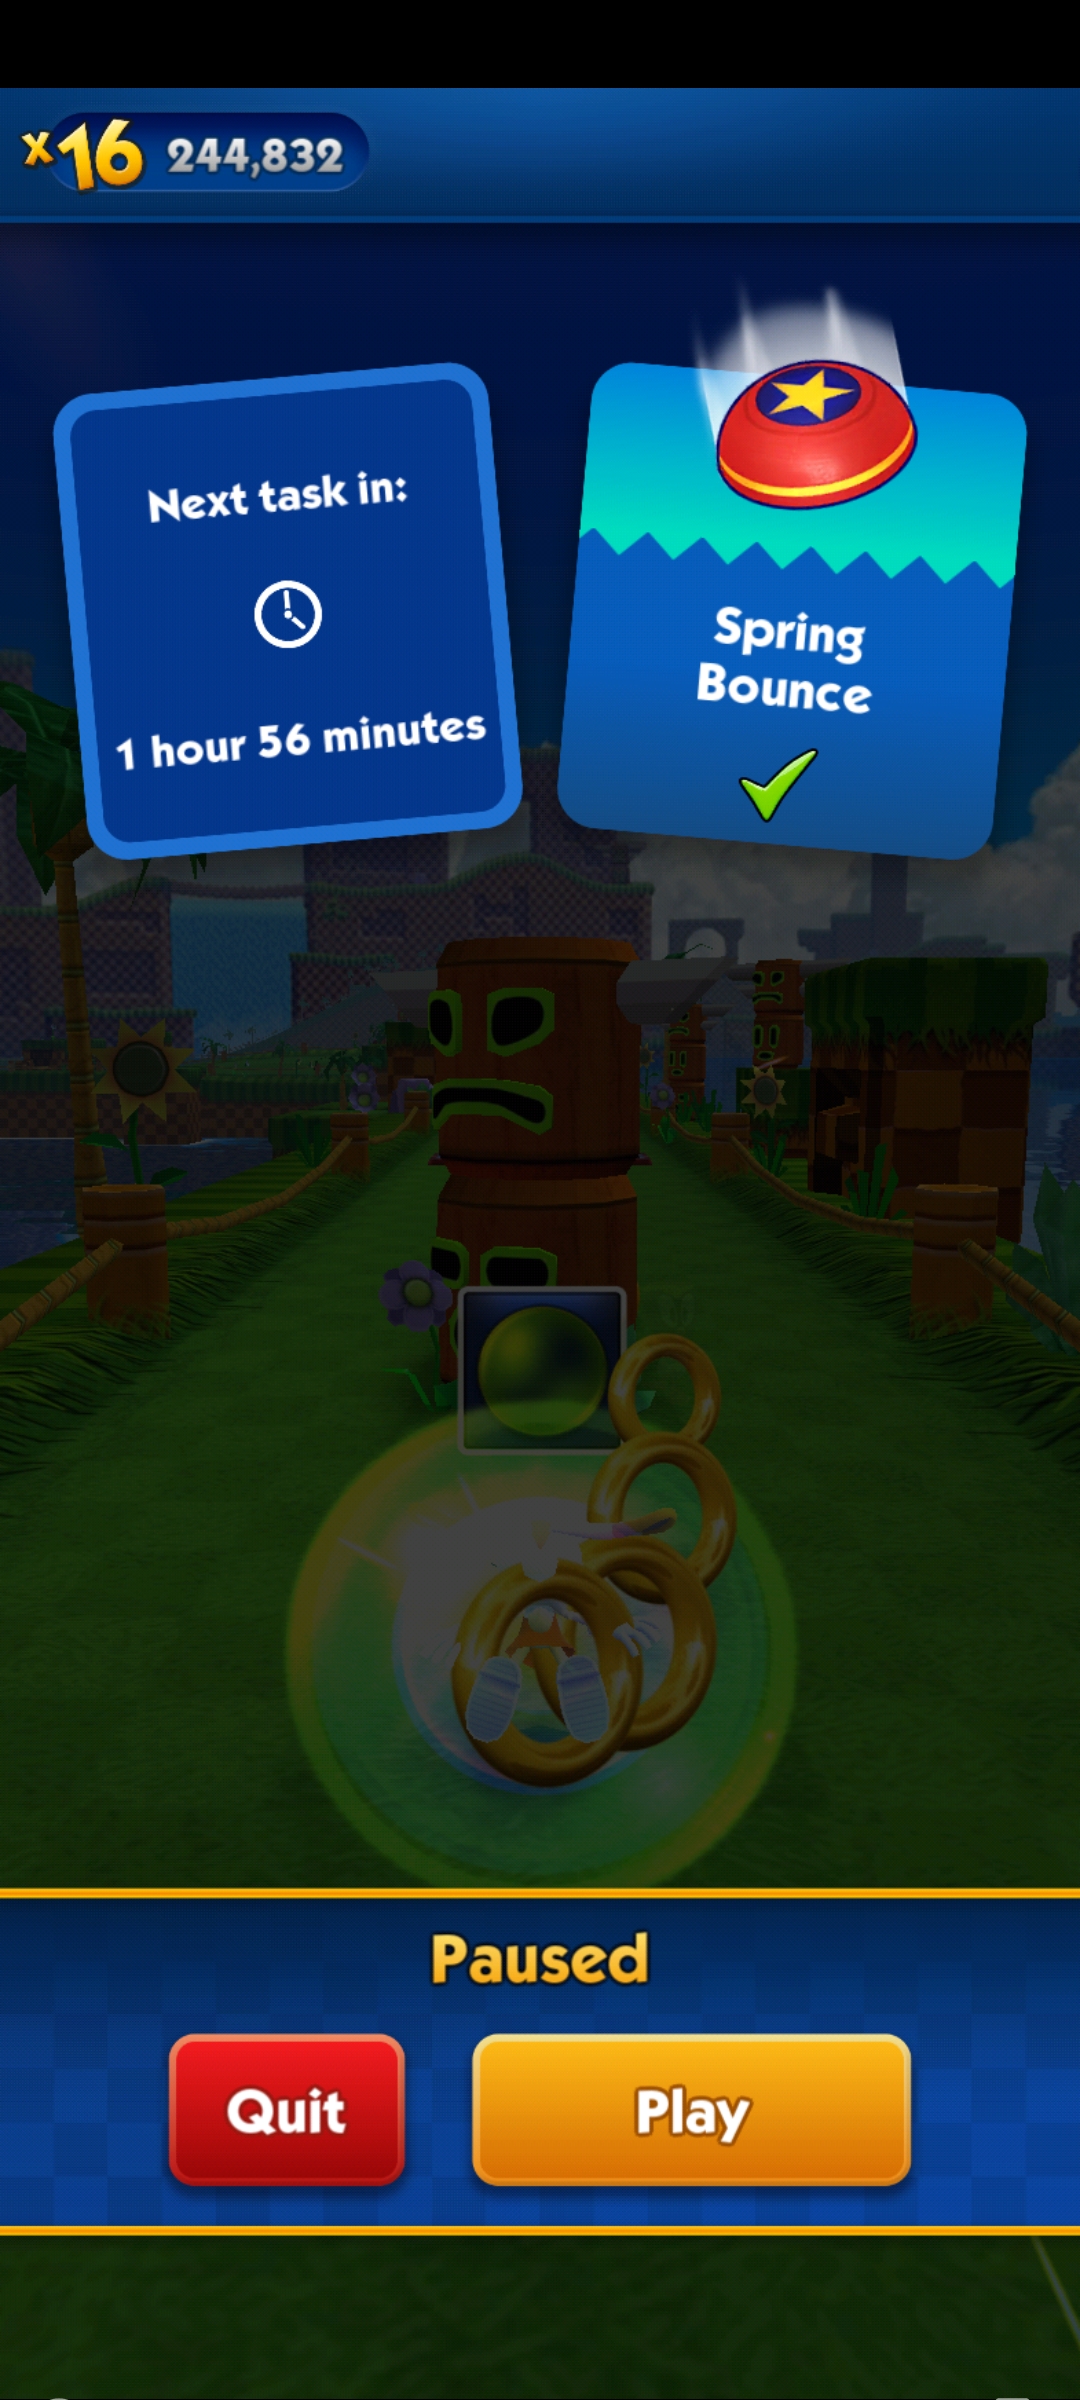 x16 244,832
Next task in:
1 hour 56 minutes
Spring
Bounce
Paused
Quit
Play